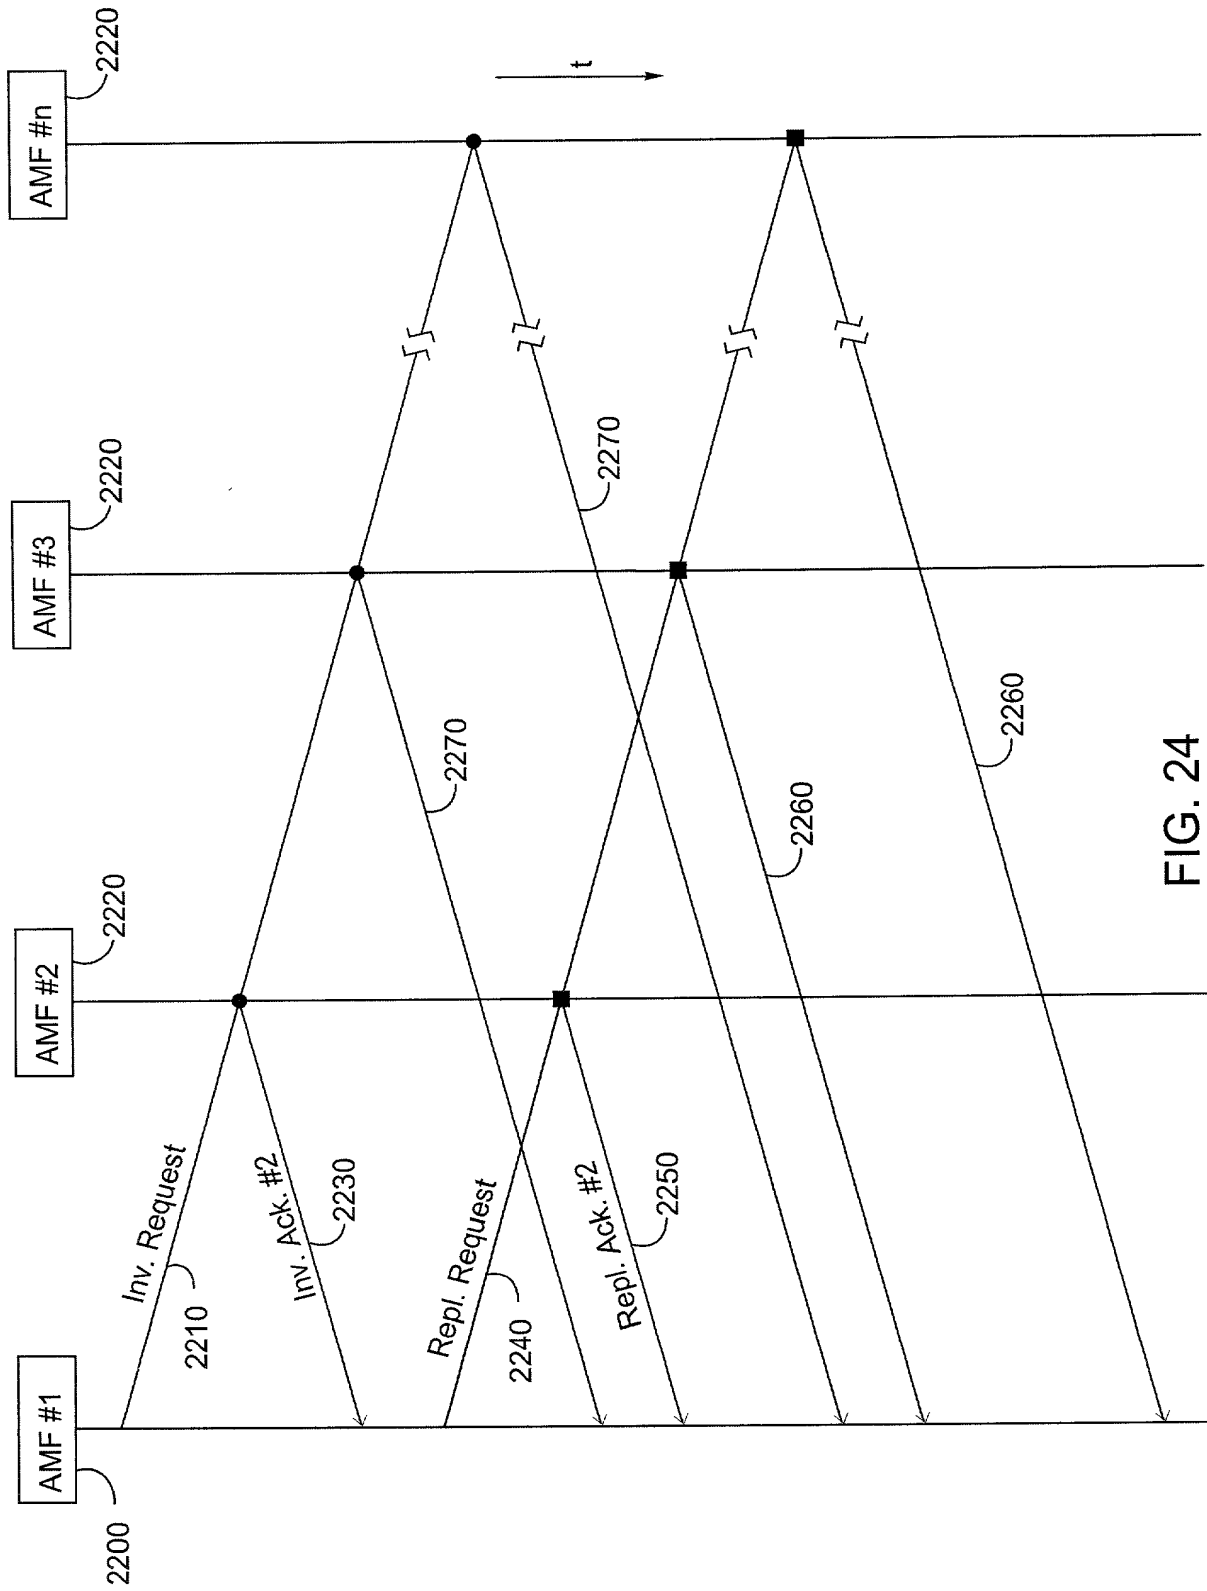 AMF #1
2200
AMF #2
2220
AMF #3
2220
AMF #n
2220
t
Inv. Request
2210
Inv. Ack. #2
2230
2270
2270
Repl. Request
2240
Repl. Ack. #2
2250
2260
2260
FIG. 24